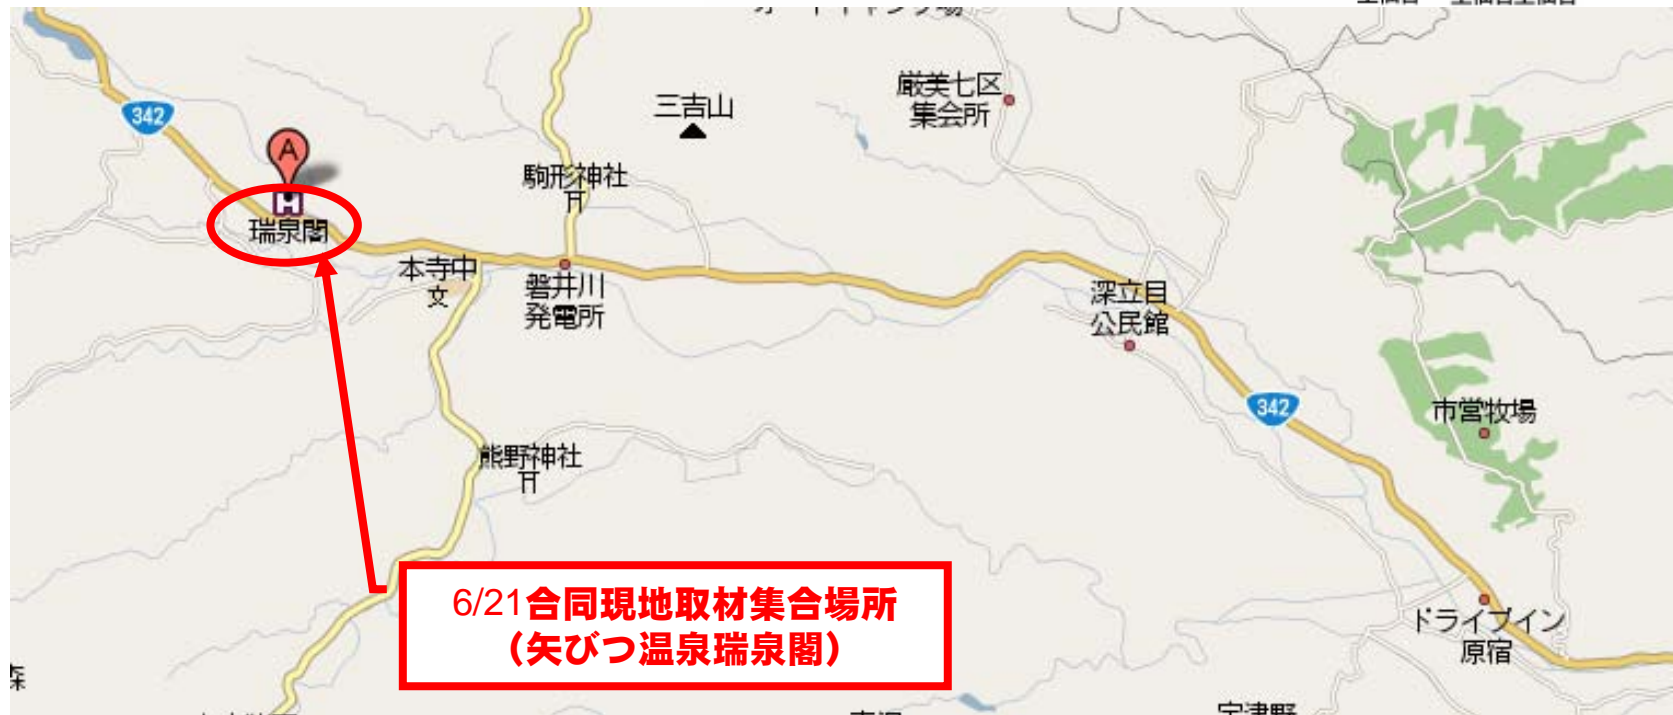 342
三吉山
厳美七区
集会所
A
駒形神社
H
瑞泉閣
本寺中
文
磐井川
発電所
深立目
公民館
342
市営牧場
熊野神社
6/21合同現地取材集合場所
（矢びつ温泉瑞泉閣）
ドライブイン
原宿
森